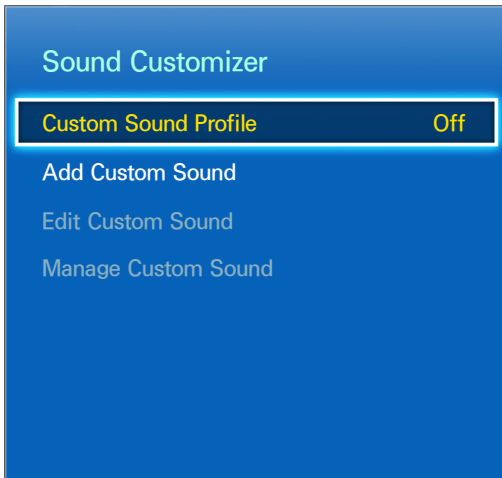 Sound Customizer
Custom Sound Profile Off
Add Custom Sound
Edit Custom Sound
Manage Custom Sound